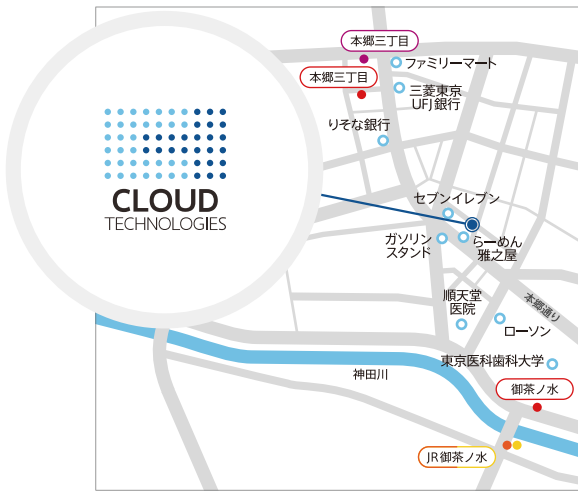 本郷三丁目
ファミリーマート
本郷三丁目
三菱東京
UFJ銀行
りそな銀行
CLOUD
TECHNOLOGIES
セブンイレブン
ガソリン
スタンド
らーめん
雅之屋
順天堂
医院
本郷通り
ローソン
東京医科歯科大学
神田川
御茶ノ水
JR御茶ノ水